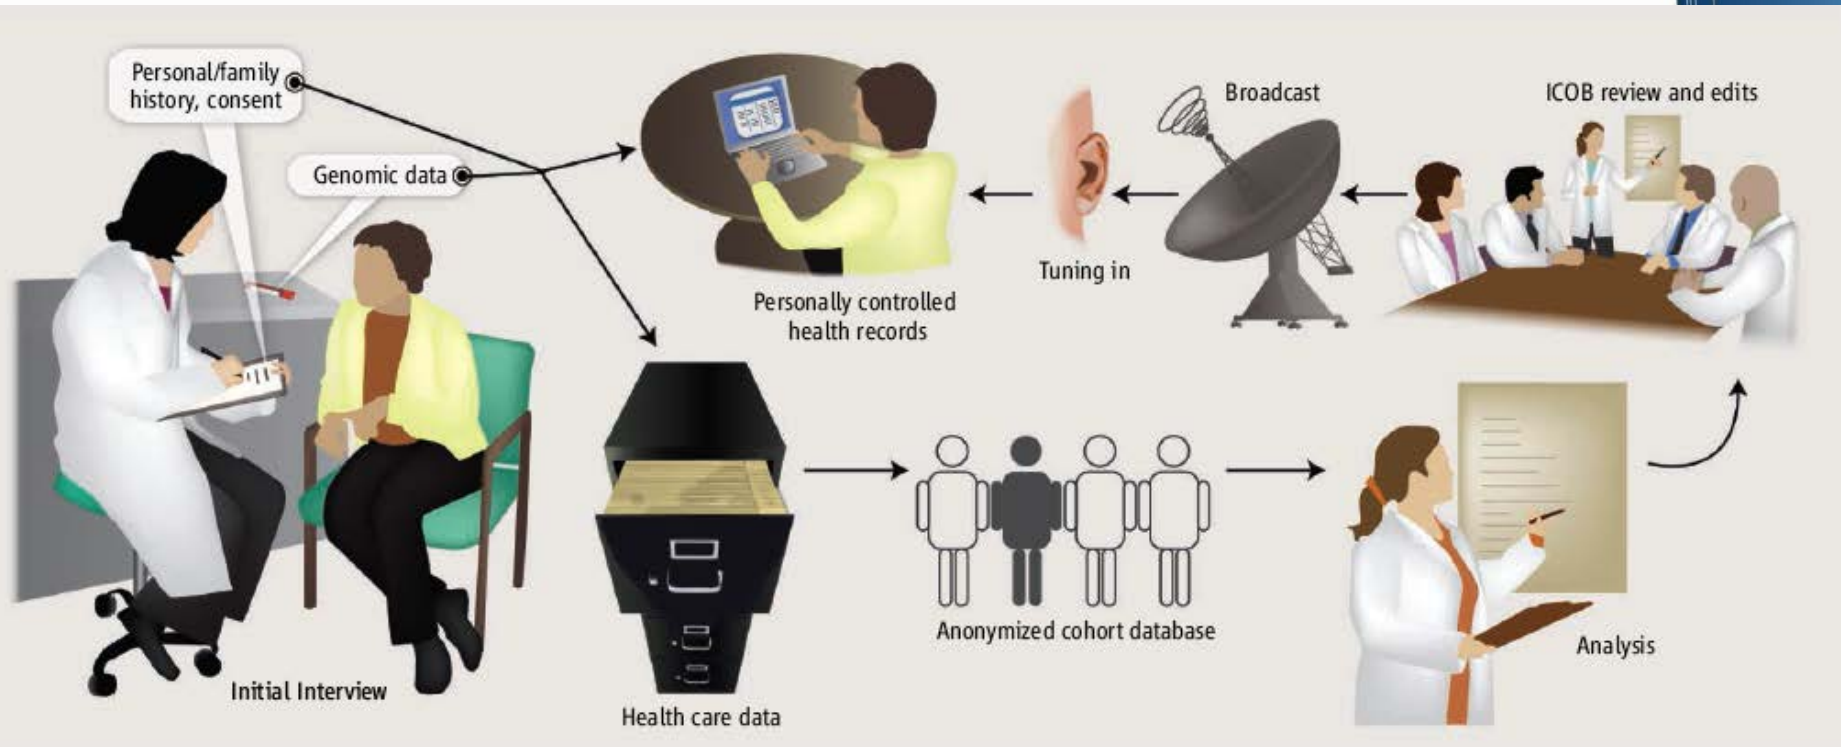 Personal/family
history, consent
Genomic data
Initial Interview
Personally controlled
health records
Health care data
Tuning in
Broadcast
ICOB review and edits
Anonymized cohort database
Analysis